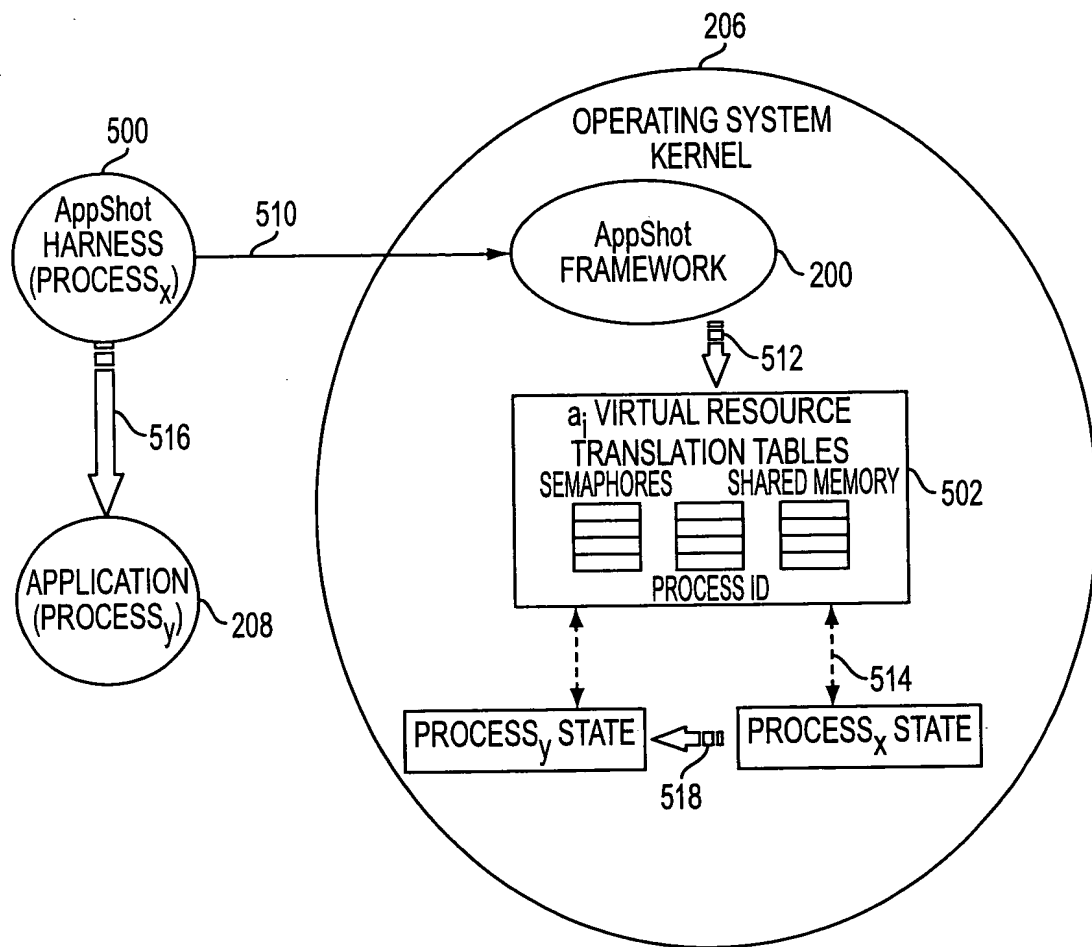 206
OPERATING SYSTEM
KERNEL
500
AppShot
HARNESS
(PROCESSx)
510
AppShot
FRAMEWORK
200
512
516
ai VIRTUAL RESOURCE
TRANSLATION TABLES
SEMAPHORES SHARED MEMORY
502
PROCESS ID
APPLICATION
(PROCESSy)
208
514
PROCESSy STATE
PROCESSx STATE
518